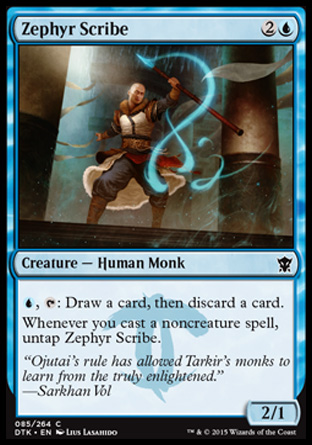 Zephyr Scribe 2
Creature — Human Monk
, : Draw a card, then discard a card.
Whenever you cast a noncreature spell,
untap Zephyr Scribe.
"Ojutai's rule has allowed Tarkir's monks to
learn from the truly enlightened."
—Sarkhan Vol
2/1
085/264 C
DTK • EN Lius Lasahido
™ & © 2015 Wizards of the Coast